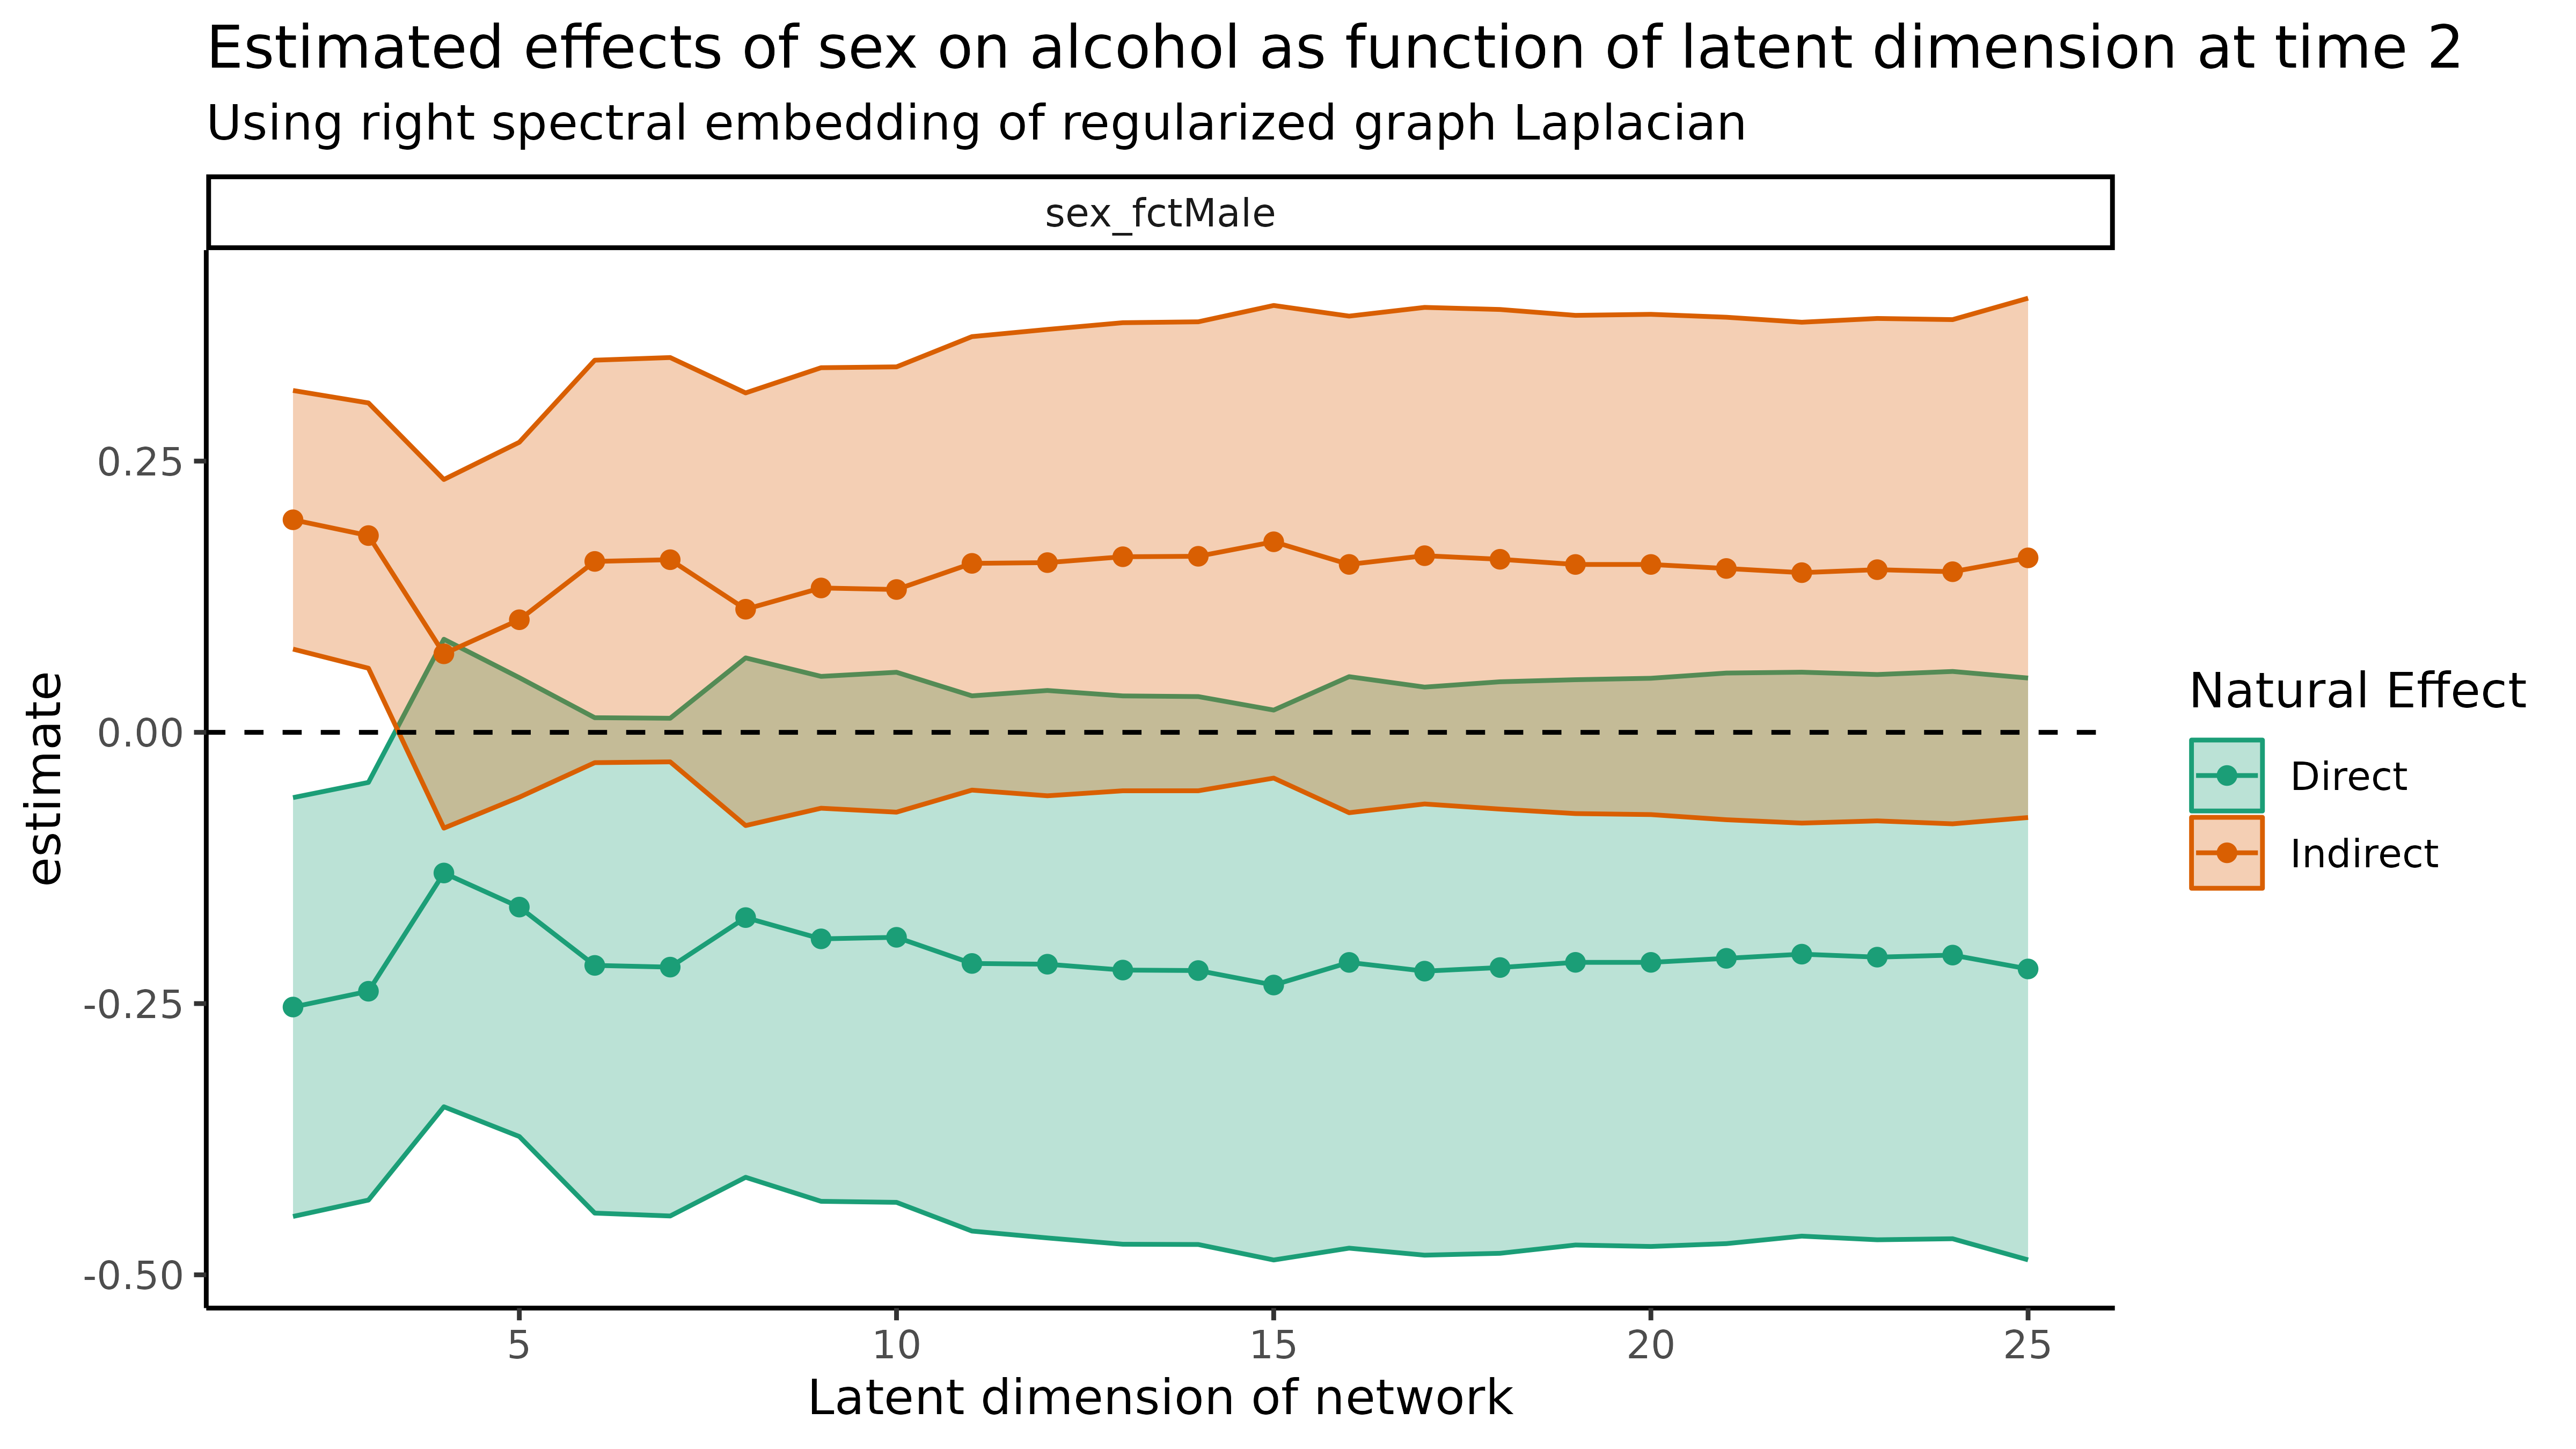 Estimated effects of sex on alcohol as function of latent dimension at time 2
Using right spectral embedding of regularized graph Laplacian
sex_fctMale
0.25
0.00
-0.25
-0.50
estimate
5 10 15 20 25
Latent dimension of network
Natural Effect
Direct
Indirect